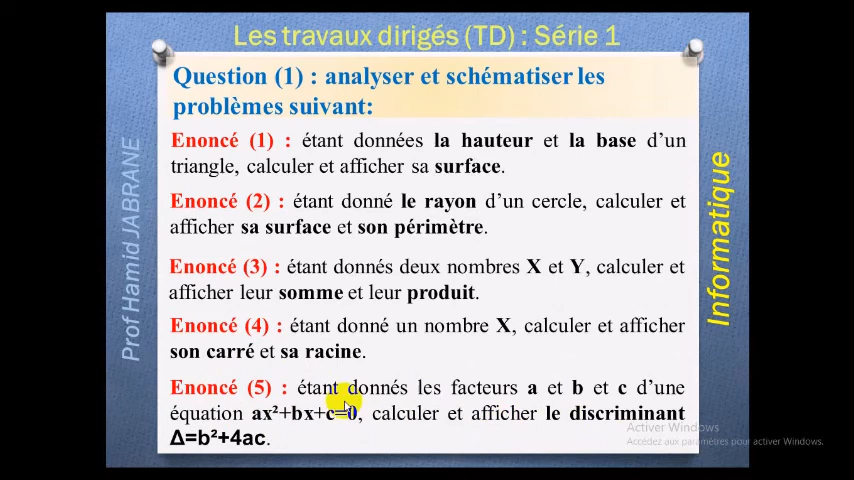 Les travaux dirigés (TD) : Série 1
Question (1) : analyser et schématiser les
problèmes suivant:
Enoncé (1) : étant données la hauteur et la base d’un
triangle, calculer et afficher sa surface.
Enoncé (2) : étant donné le rayon d’un cercle, calculer et
afficher sa surface et son périmètre.
Enoncé (3) : étant donnés deux nombres X et Y, calculer et
afficher leur somme et leur produit.
Enoncé (4) : étant donné un nombre X, calculer et afficher
son carré et sa racine.
Enoncé (5) : étant donnés les facteurs a et b et c d’une
équation ax²+bx+c=0, calculer et afficher le discriminant
Δ=b²+4ac.
Prof Hamid JABRANE
Informatique
Activer Windows
Accédez aux paramètres pour activer Windows.